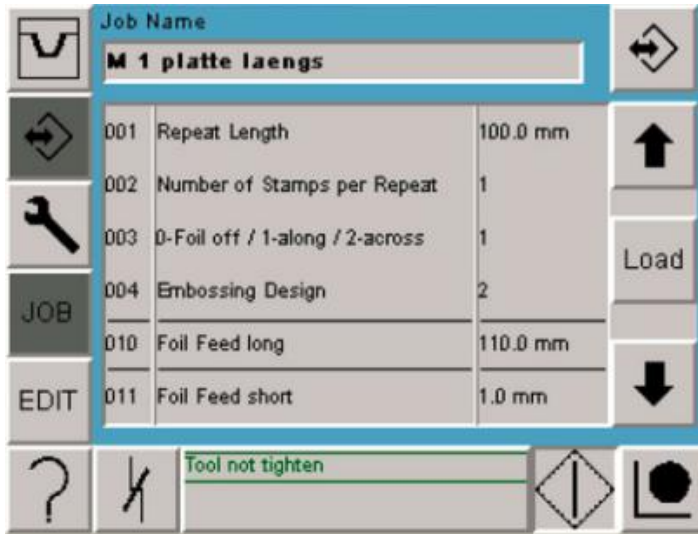 Job Name
M 1 platte laengs
001 Repeat Length 100.0 mm
002 Number of Stamps per Repeat 1
003 0-Foil off / 1-along / 2-across 1
Load
004 Embossing Design 2
JOB
010 Foil Feed long 110.0 mm
EDIT
011 Foil Feed short 1.0 mm
?
Tool not tighten